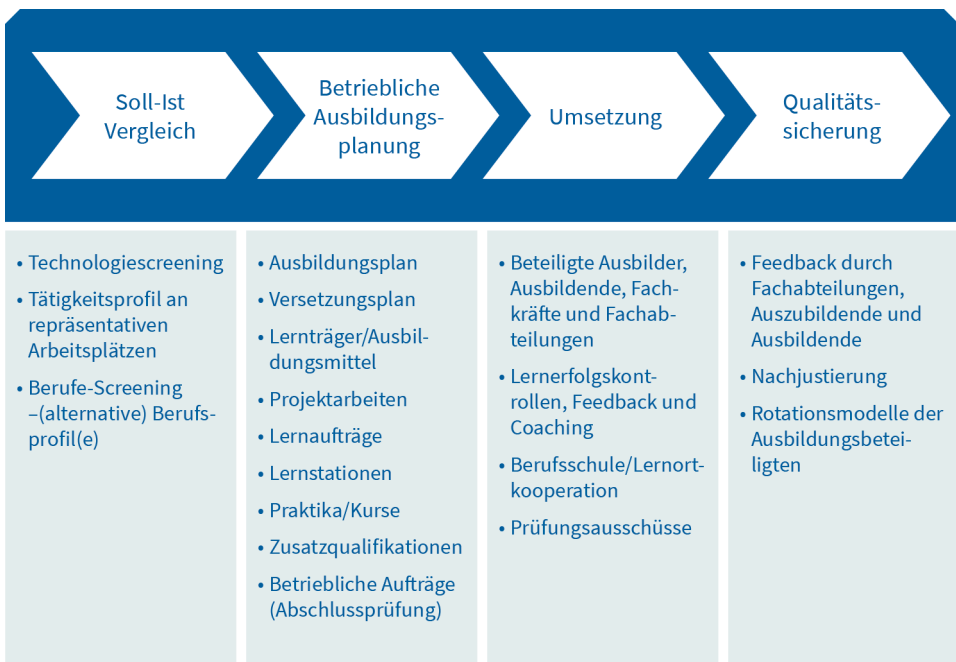 Soll-Ist
Vergleich
Betriebliche
Ausbildungs-
planung
Umsetzung
Qualitäts-
sicherung
• Technologiescreening
• Tätigkeitsprofil an
repräsentativen
Arbeitsplätzen
• Berufe-Screening
–(alternative) Berufs-
profil(e)
• Ausbildungsplan
• Versetzungsplan
• Lernträger/Ausbil-
dungsmittel
• Projektarbeiten
• Lernaufträge
• Lernstationen
• Praktika/Kurse
• Zusatzqualifikationen
• Betriebliche Aufträge
(Abschlussprüfung)
• Beteiligte Ausbilder,
Ausbildende, Fach-
kräfte und Fachab-
teilungen
• Lernerfolgskont-
rollen, Feedback und
Coaching
• Berufsschule/Lernort-
kooperation
• Prüfungsausschüsse
• Feedback durch
Fachabteilungen,
Auszubildende und
Ausbildende
• Nachjustierung
• Rotationsmodelle der
Ausbildungsbetei-
ligten